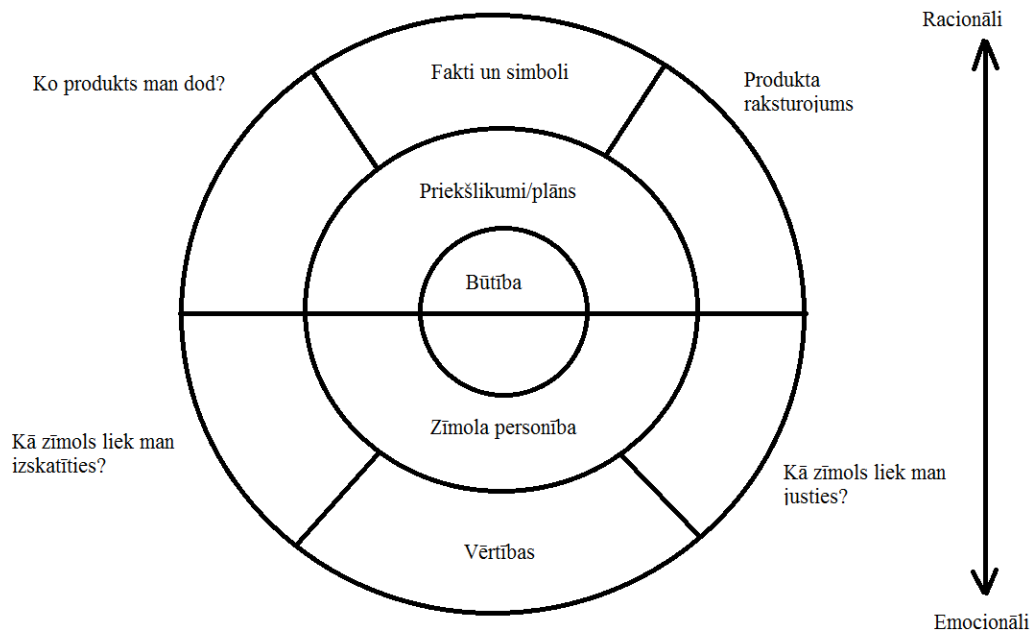 Racionāli
Fakti un simboli
Ko produkts man dod?
Produkta
raksturojums
Priekšlikumi/plāns
Būtība
Zīmola personība
Kā zīmols liek man
izskatīties?
Kā zīmols liek man
justies?
Vērtības
Emocionāli